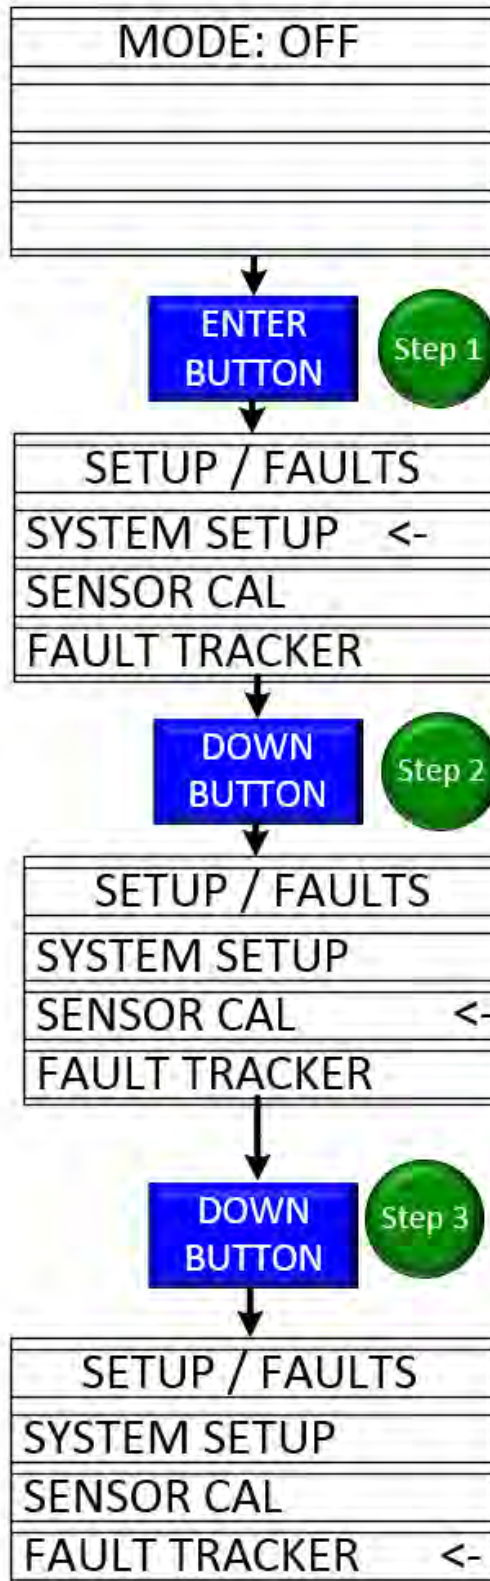 MODE: OFF
ENTER
BUTTON
Step 1
SETUP / FAULTS
SYSTEM SETUP <-
SENSOR CAL
FAULT TRACKER
DOWN
BUTTON
Step 2
SETUP / FAULTS
SYSTEM SETUP
SENSOR CAL <-
FAULT TRACKER
DOWN
BUTTON
Step 3
SETUP / FAULTS
SYSTEM SETUP
SENSOR CAL
FAULT TRACKER <-